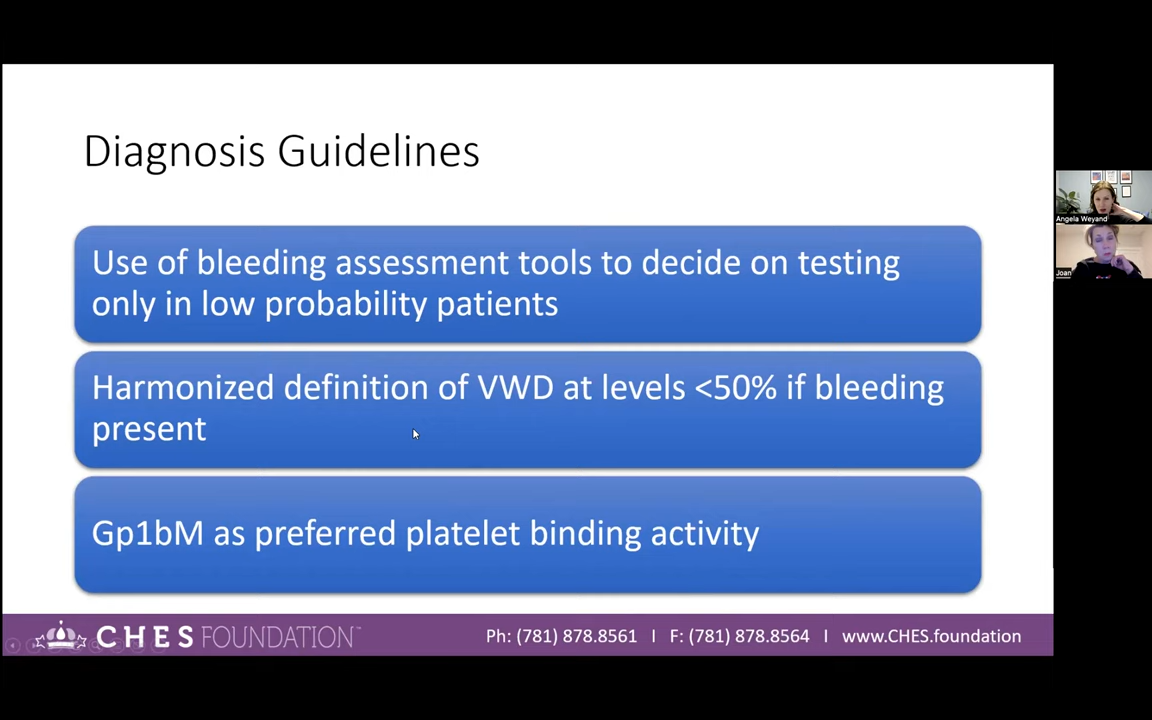 Diagnosis Guidelines
Use of bleeding assessment tools to decide on testing
only in low probability patients
Harmonized definition of VWD at levels <50% if bleeding
present
Gp1bM as preferred platelet binding activity
CHES FOUNDATION™
Ph: (781) 878.8561 I F: (781) 878.8564 I www.CHES.foundation
Angela Weyand
Joan